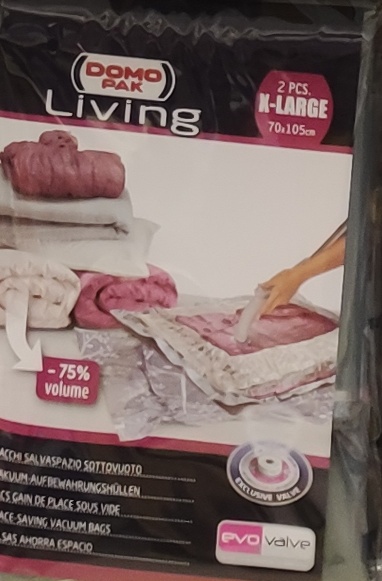 DOMO
PAK
Living
2 PCS.
X-LARGE
70x105cm
- 75%
volume
ACCHI SALVASPAZIO SOTTOVUOTO
AKUUM-AUFBEWAHRUNGSHÜLLEN
CS GAIN DE PLACE SOUS VIDE
ACE-SAVING VACUUM BAGS
SAS AHORRA ESPACIO
EXCLUSIVE VALVE
evo valve